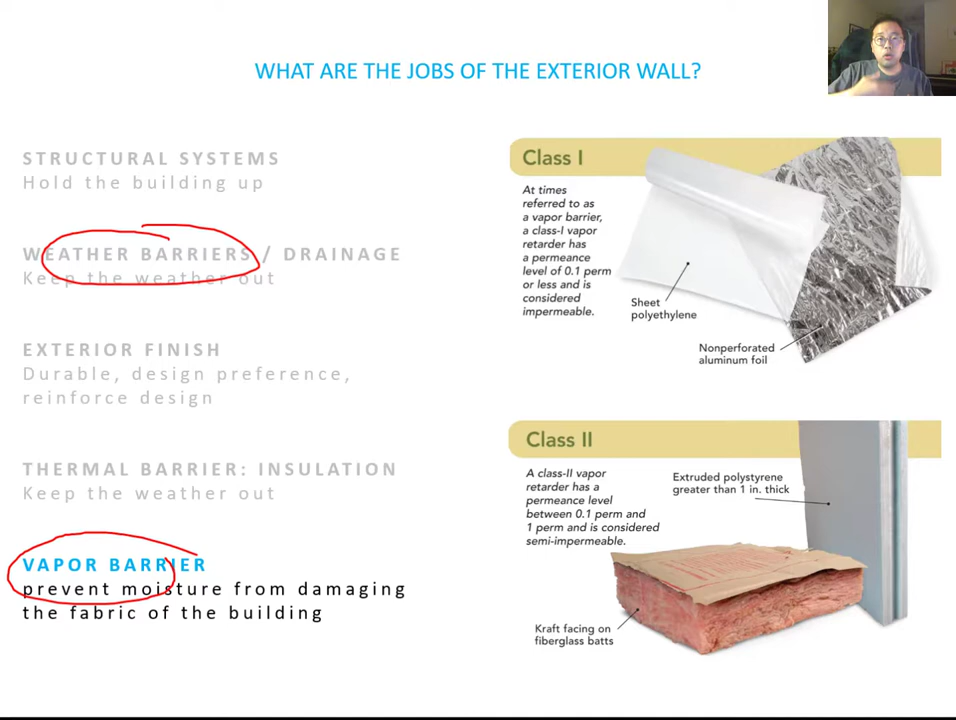 WHAT ARE THE JOBS OF THE EXTERIOR WALL?
STRUCTURAL SYSTEMS
Hold the building up
WEATHER BARRIERS / DRAINAGE
Keep the weather out
EXTERIOR FINISH
Durable, design preference,
reinforce design
THERMAL BARRIER: INSULATION
Keep the weather out
VAPOR BARRIER
prevent moisture from damaging
the fabric of the building
Class I
At times
referred to as
a vapor barrier,
a class-I vapor
retarder has
a permeance
level of 0.1 perm
or less and is
considered
impermeable.
Sheet
polyethylene
Nonperforated
aluminum foil
Class II
A class-II vapor
retarder has a
permeance level
between 0.1 perm and
1 perm and is considered
semi-impermeable.
Extruded polystyrene
greater than 1 in. thick
Kraft facing on
fiberglass batts